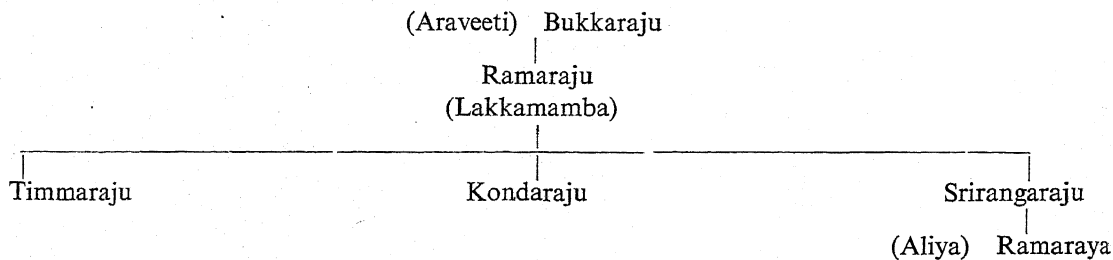 (Araveeti) Bukkaraju
Ramaraju
(Lakkamamba)
Timmaraju Kondaraju Srirangaraju
(Aliya) Ramaraya